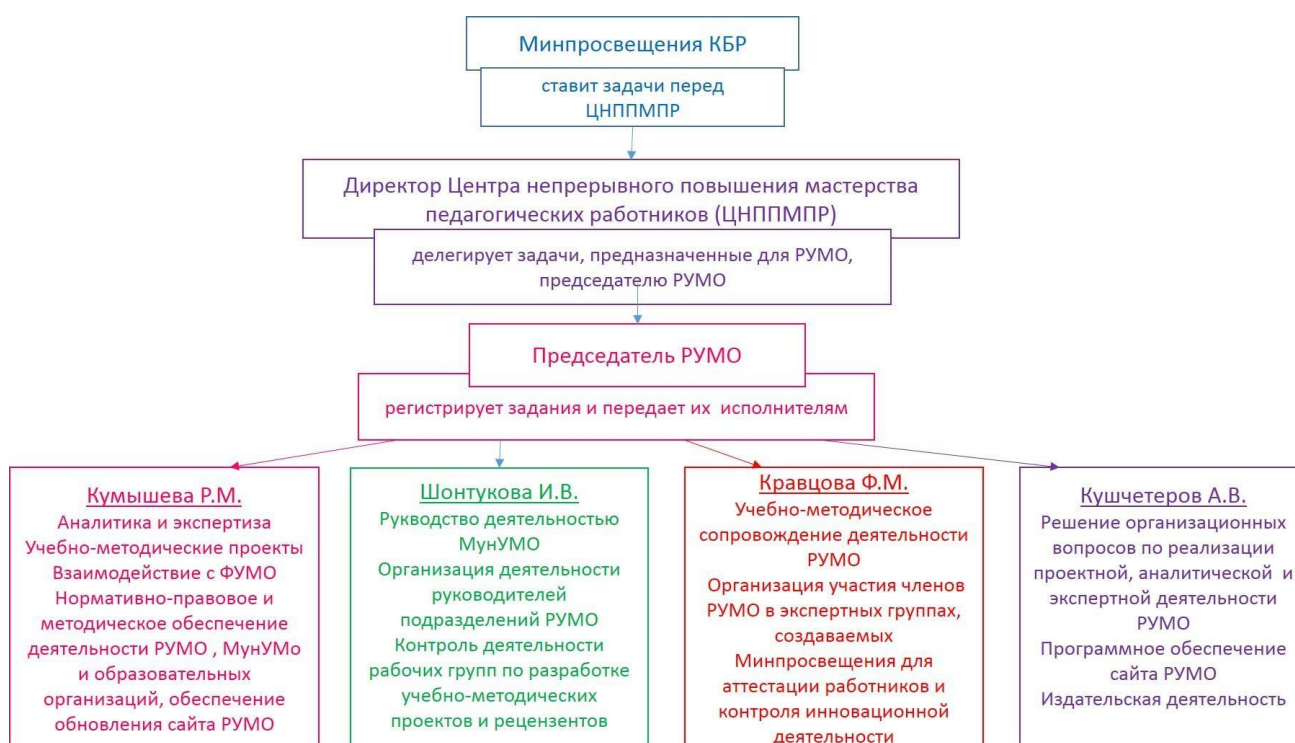 Минпросвещения КБР
ставит задачи перед
ЦНППМПР
Директор Центра непрерывного повышения мастерства
педагогических работников (ЦНППМПР)
делегирует задачи, предназначенные для РУМО,
председателю РУМО
Председатель РУМО
регистрирует задания и передает их исполнителям
Кумышева Р.М.
Аналитика и экспертиза
Учебно-методические проекты
Взаимодействие с ФУМО
Нормативно-правовое и
методическое обеспечение
деятельности РУМО , МунУМо
и образовательных
организаций, обеспечение
обновления сайта РУМО
Шонтукова И.В.
Рукводство деятельностью
МунУМО
Организация деятельности
руководителей
подразделений РУМО
Контроль деятельности
рабочих групп по разработке
учебно-методических
проектов и рецензентов
Кравцова Ф.М.
Учебно-методическое
сопровождение деятельности
РУМО
Организация участия членов
РУМО в экспертных группах,
создаваемых
Минпросвещения для
аттестации работников и
контроля инновационной
деятельности
Кушчетеров А.В.
Решение организационных
вопросов по реализации
проектной, аналитической и
экспертной деятельности
РУМО
Программное обеспечение
сайта РУМО
Издательская деятельность